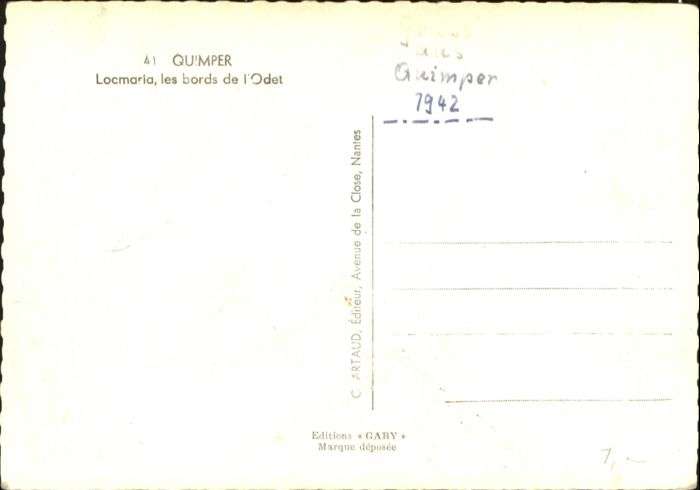 41 QUIMPER
Locmaria, les bords de l'Odet
Quimper
1942
C. ARTAUD, Éditeur, Avenue de la Close, Nantes
Editions « GABY »
Marque déposée